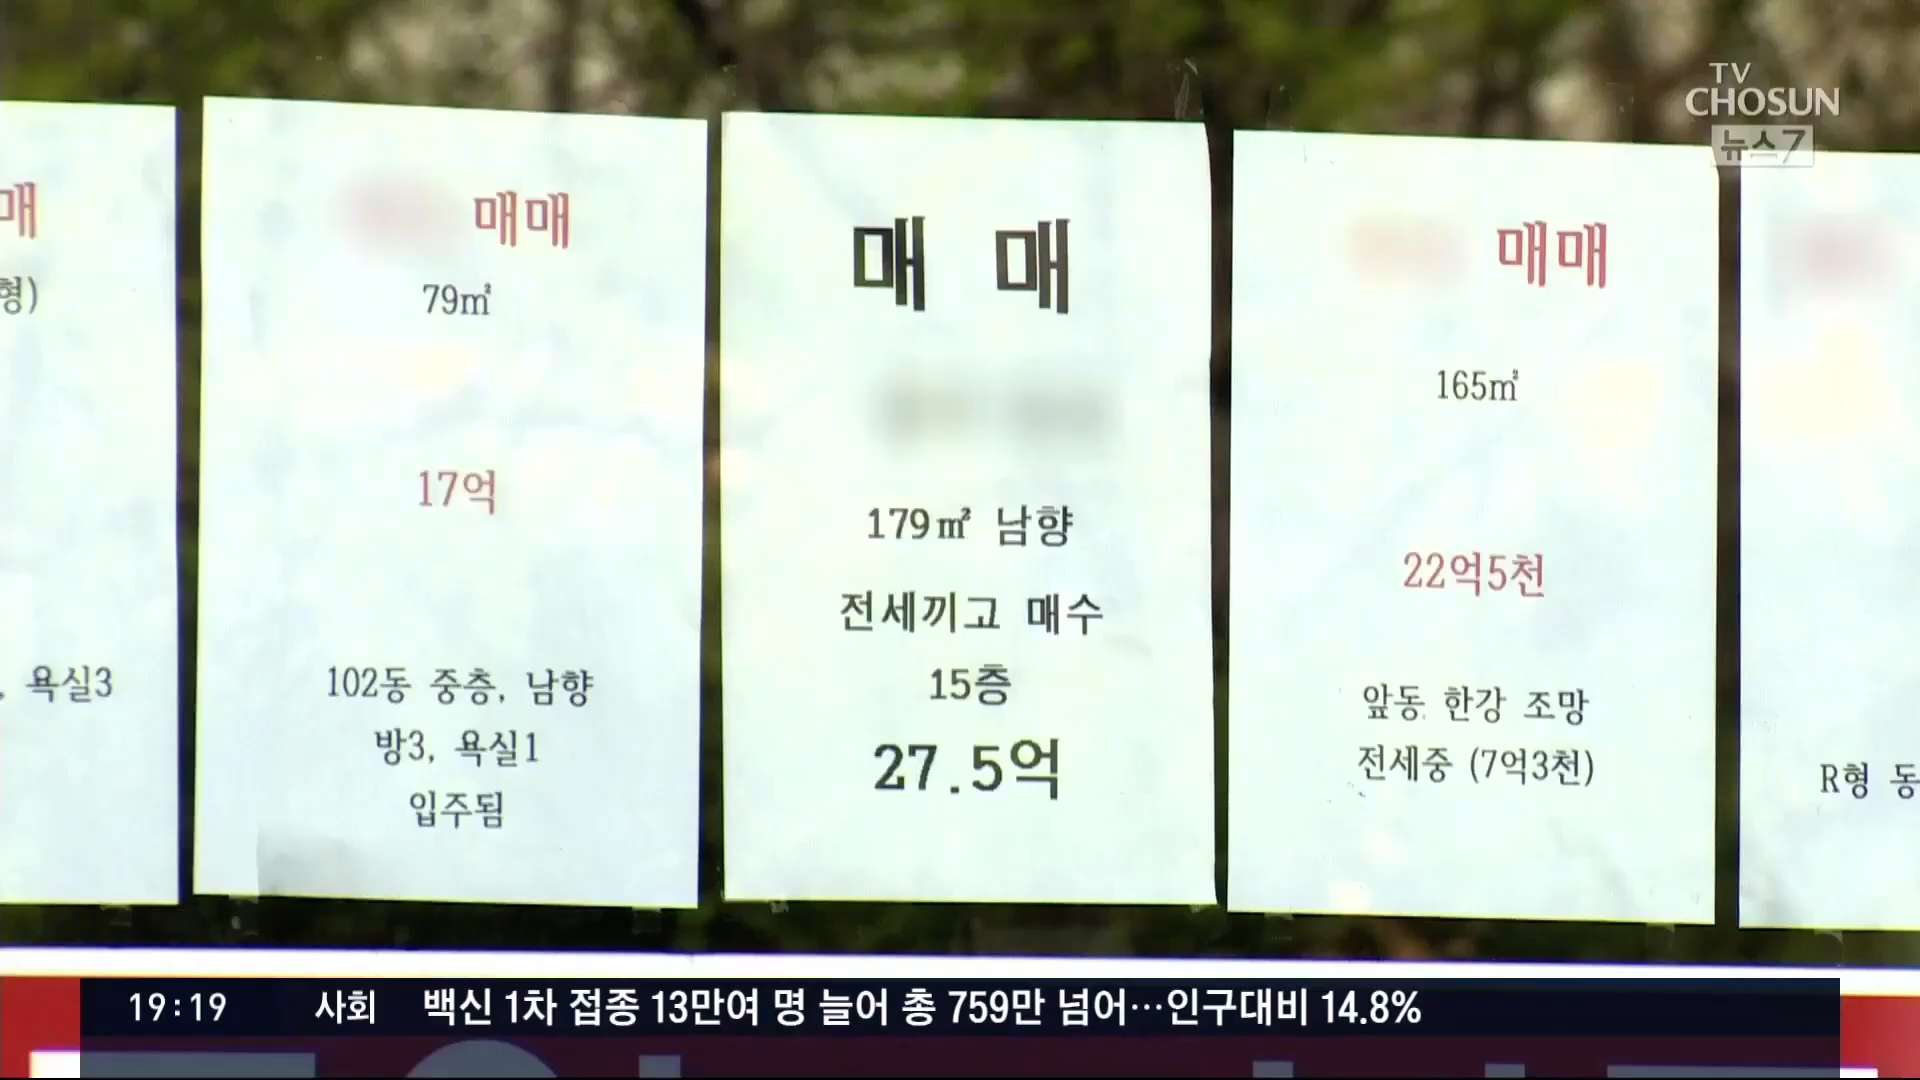 TV
CHOSUN
뉴스7
매
형)
, 욕실3
매매
79㎡
17억
102동 중층, 남향
방3, 욕실1
입주됨
매 매
179㎡ 남향
전세끼고 매수
15층
27.5억
매매
165㎡
22억5천
앞동 한강 조망
전세중 (7억3천)
R형 동
19:19 사회 백신 1차 접종 13만여 명 늘어 총 759만 넘어…인구대비 14.8%